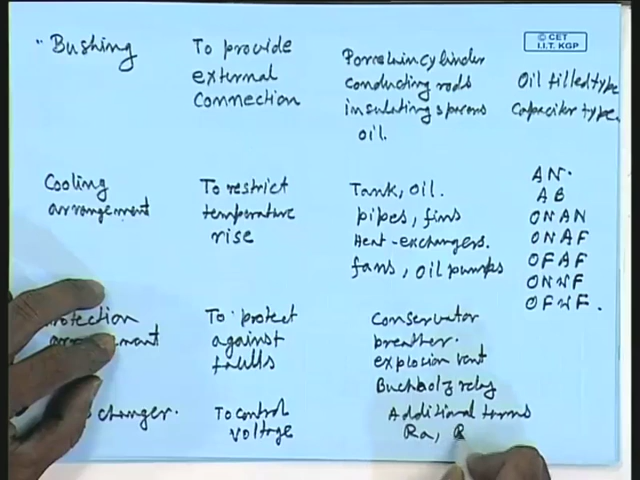 Bushing
To provide
external
connection
Porcelain cylinder
conducting rods
insulating spacers
oil.
Oil filled type
Capacitor type
© CET
I.I.T. KGP
Cooling
arrangement
To restrict
temperature
rise
Tank, oil.
pipes, fins
Heat-exchangers.
fans, oil pumps
AN.
AB
ONAN
ONAF
OFAF
ONWF
OFWF.
To protect
against
faults
Conservator
breather.
explosion vent
Buchholz relay
changer.
To control
voltage
Additional turns
Ra,